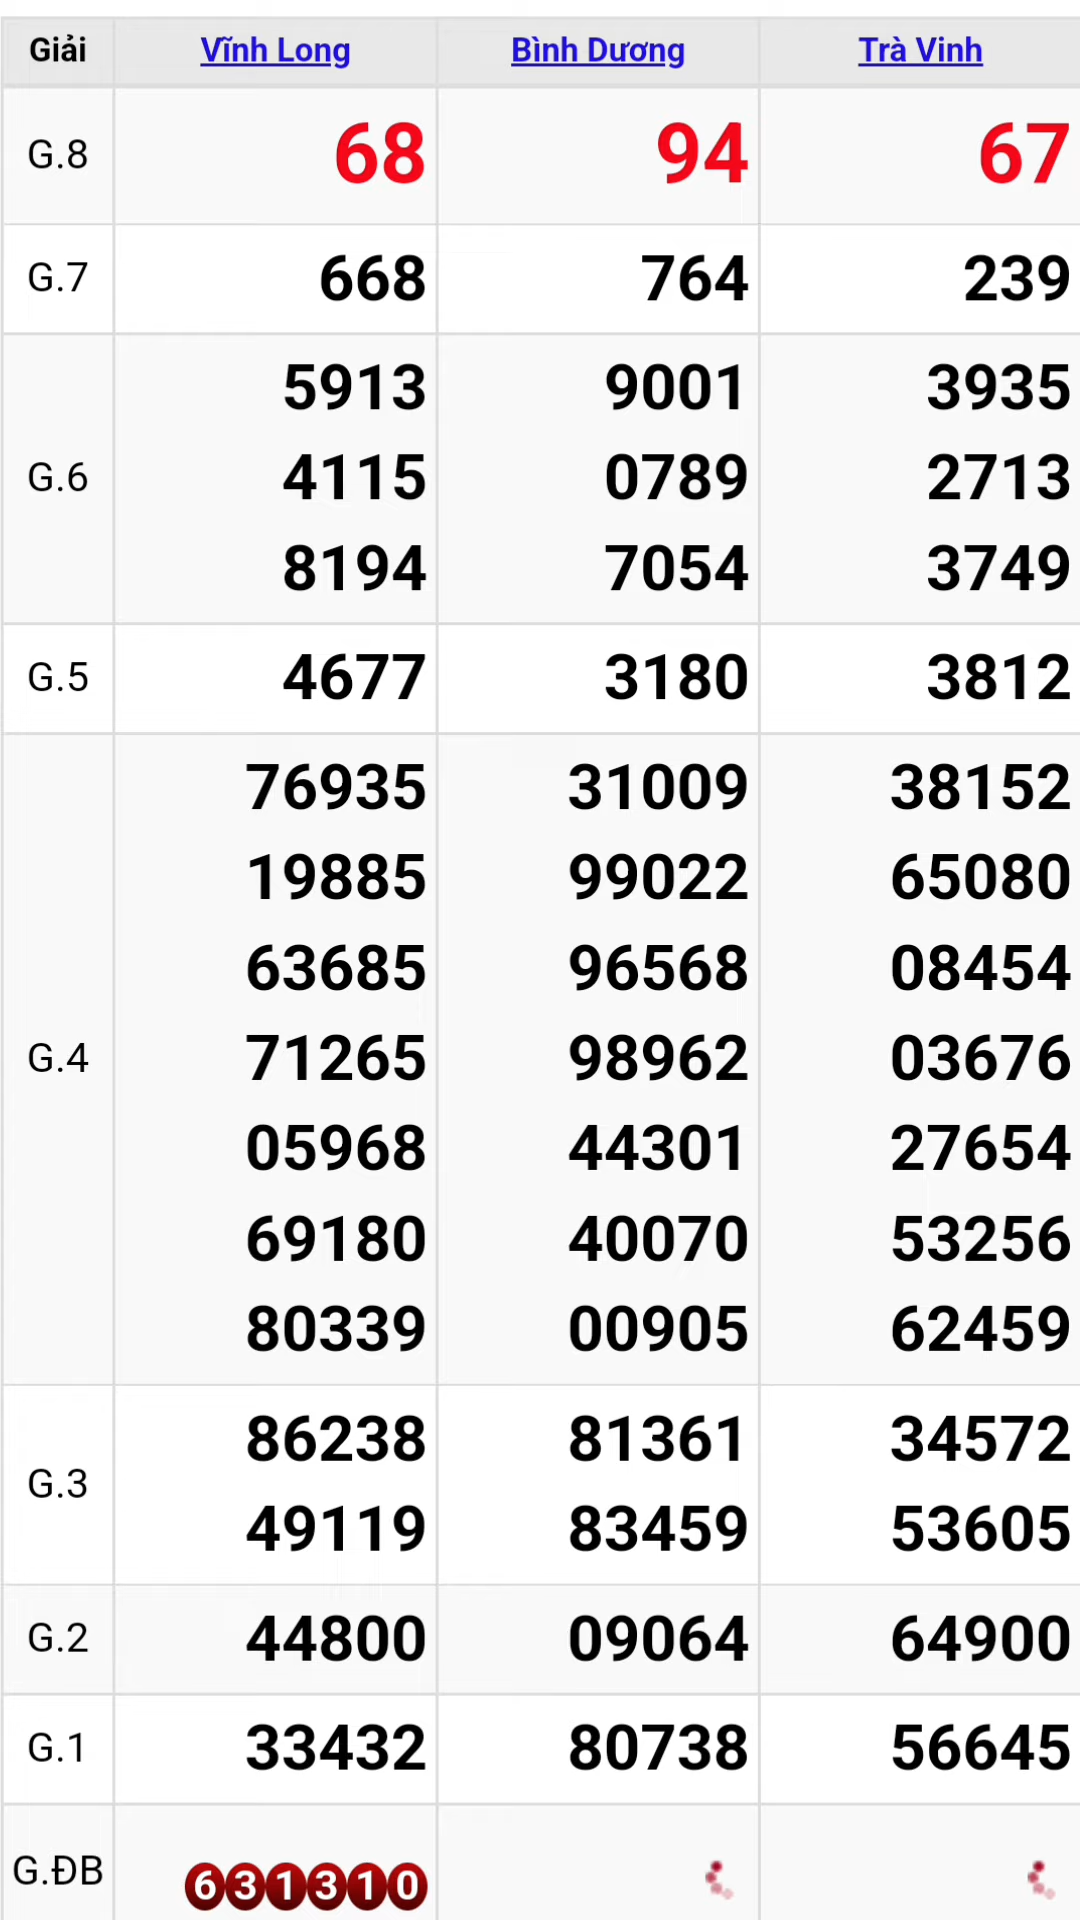 Giải Vĩnh Long Bình Dương Trà Vinh
G.8 68 94 67
G.7 668 764 239
5913 9001 3935
G.6 4115 0789 2713
8194 7054 3749
G.5 4677 3180 3812
76935 31009 38152
19885 99022 65080
63685 96568 08454
G.4 71265 98962 03676
05968 44301 27654
69180 40070 53256
80339 00905 62459
86238 81361 34572
G.3
49119 83459 53605
G.2 44800 09064 64900
G.1 33432 80738 56645
G.ĐB 631310